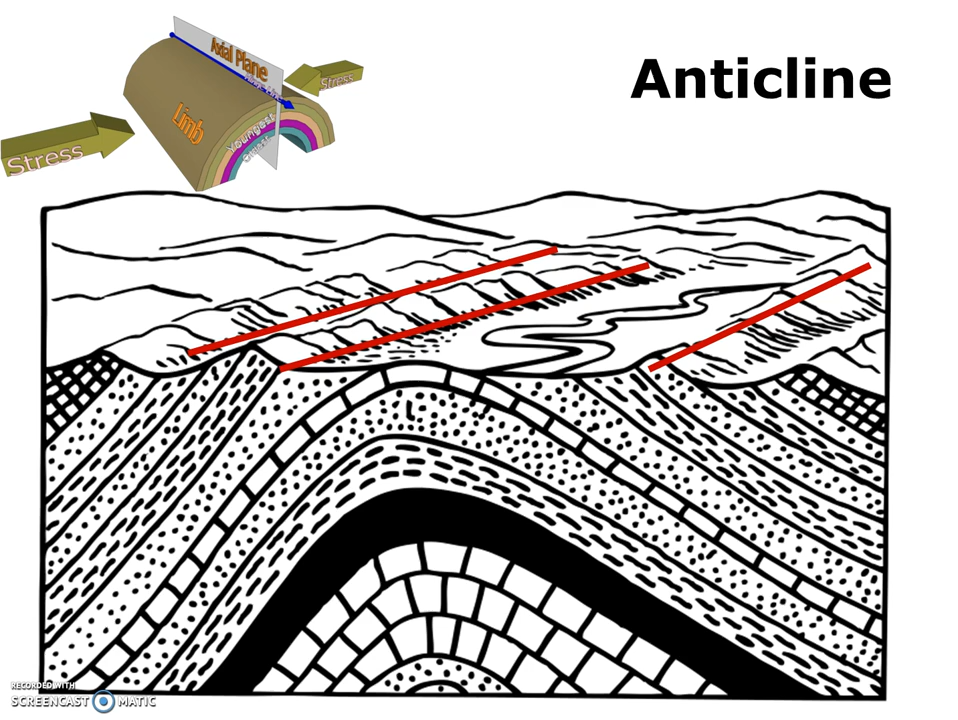 Anticline
Axial Plane
Stress
Limb
Youngest
Stress
RECORDED WITH
SCREENCAST MATIC